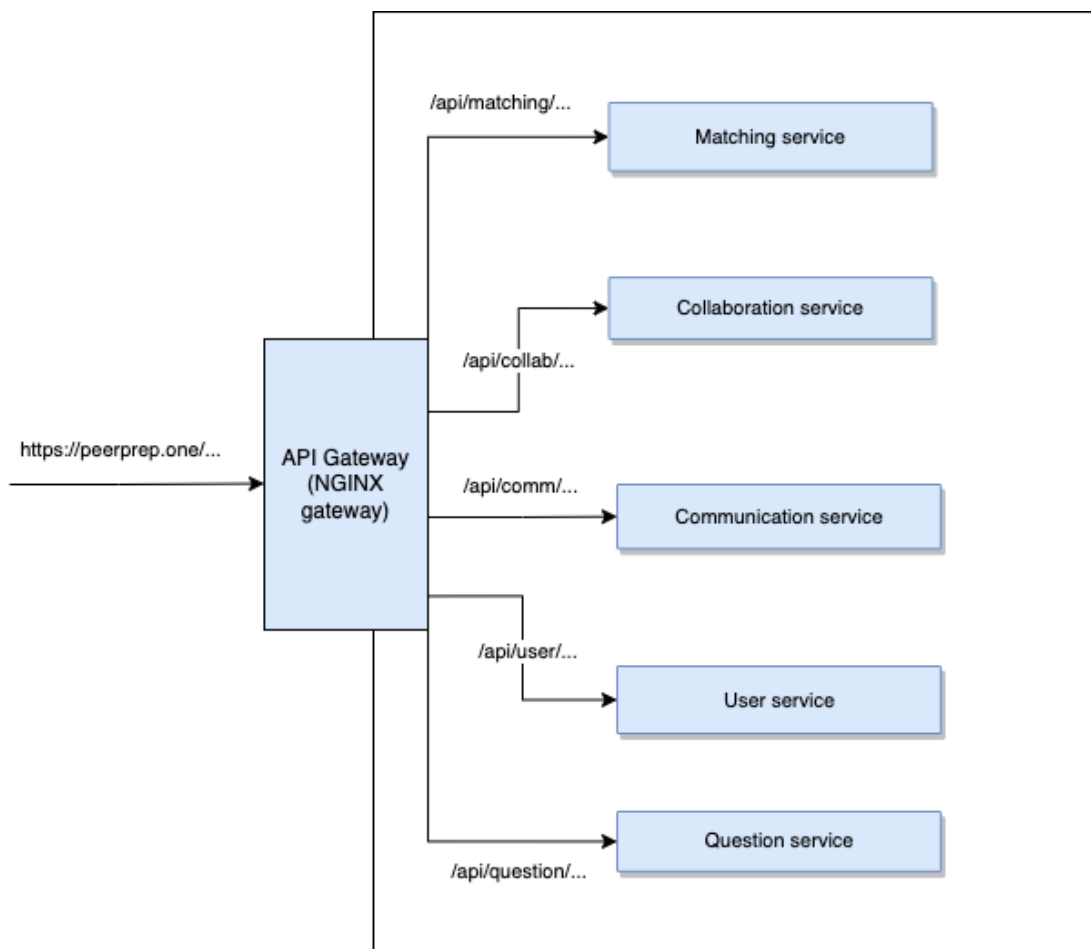 /api/matching/...
Matching service
Collaboration service
/api/collab/...
https://peerprep.one/...
API Gateway
(NGINX
gateway)
/api/comm/...
Communication service
/api/user/...
User service
Question service
/api/question/...